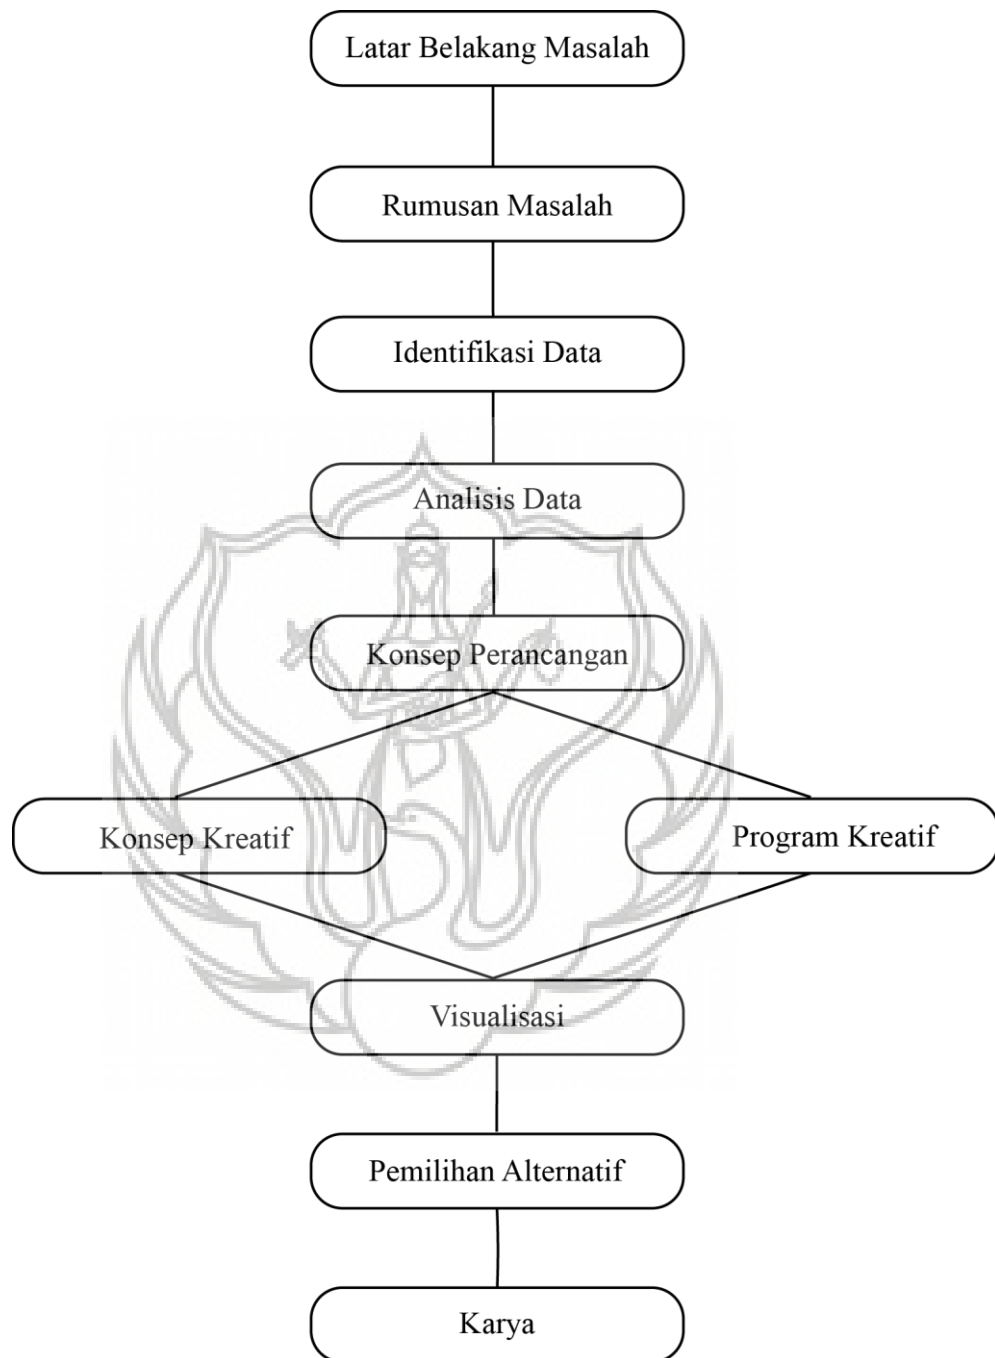 Latar Belakang Masalah
Rumusan Masalah
Identifikasi Data
Analisis Data
Konsep Perancangan
Konsep Kreatif
Program Kreatif
Visualisasi
Pemilihan Alternatif
Karya